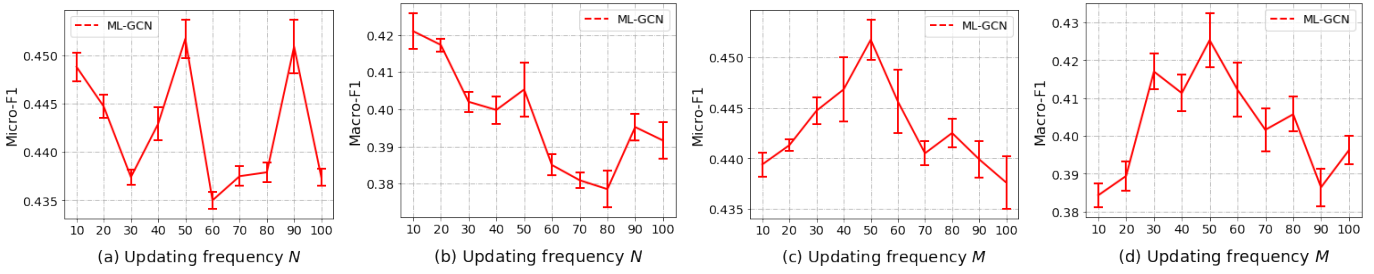 ML-GCN
Micro-F1
0.450
0.445
0.440
0.435
10 20 30 40 50 60 70 80 90 100
(a) Updating frequency N
ML-GCN
Macro-F1
0.42
0.41
0.40
0.39
0.38
10 20 30 40 50 60 70 80 90 100
(b) Updating frequency N
ML-GCN
Micro-F1
0.450
0.445
0.440
0.435
10 20 30 40 50 60 70 80 90 100
(c) Updating frequency M
ML-GCN
Macro-F1
0.43
0.42
0.41
0.40
0.39
0.38
10 20 30 40 50 60 70 80 90 100
(d) Updating frequency M